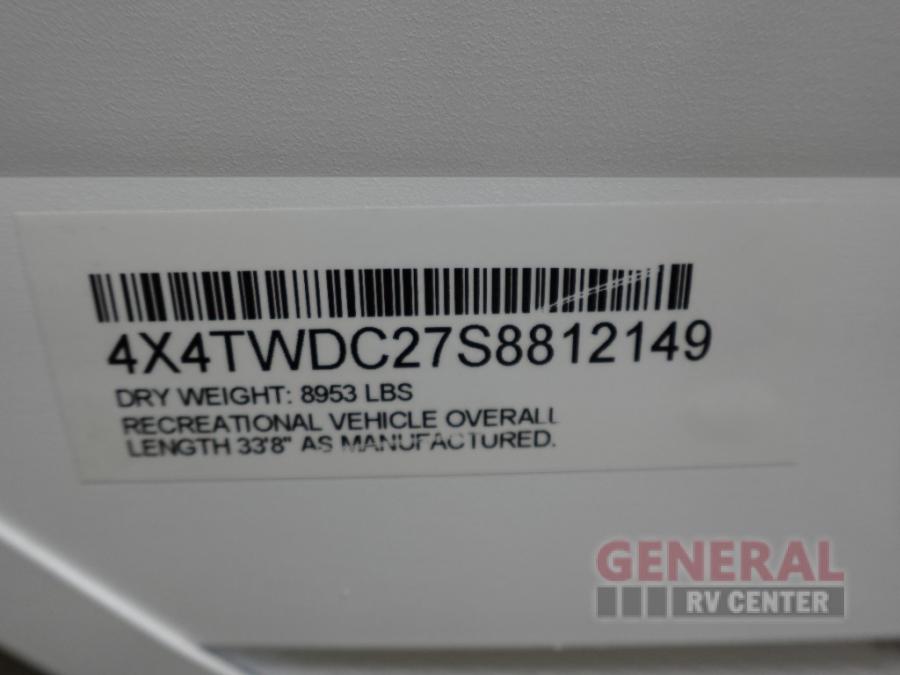 4X4TWDC27S8812149
DRY WEIGHT: 8953 LBS
RECREATIONAL VEHICLE OVERALL
LENGTH 33'8" AS MANUFACTURED.
GENERAL
RV CENTER